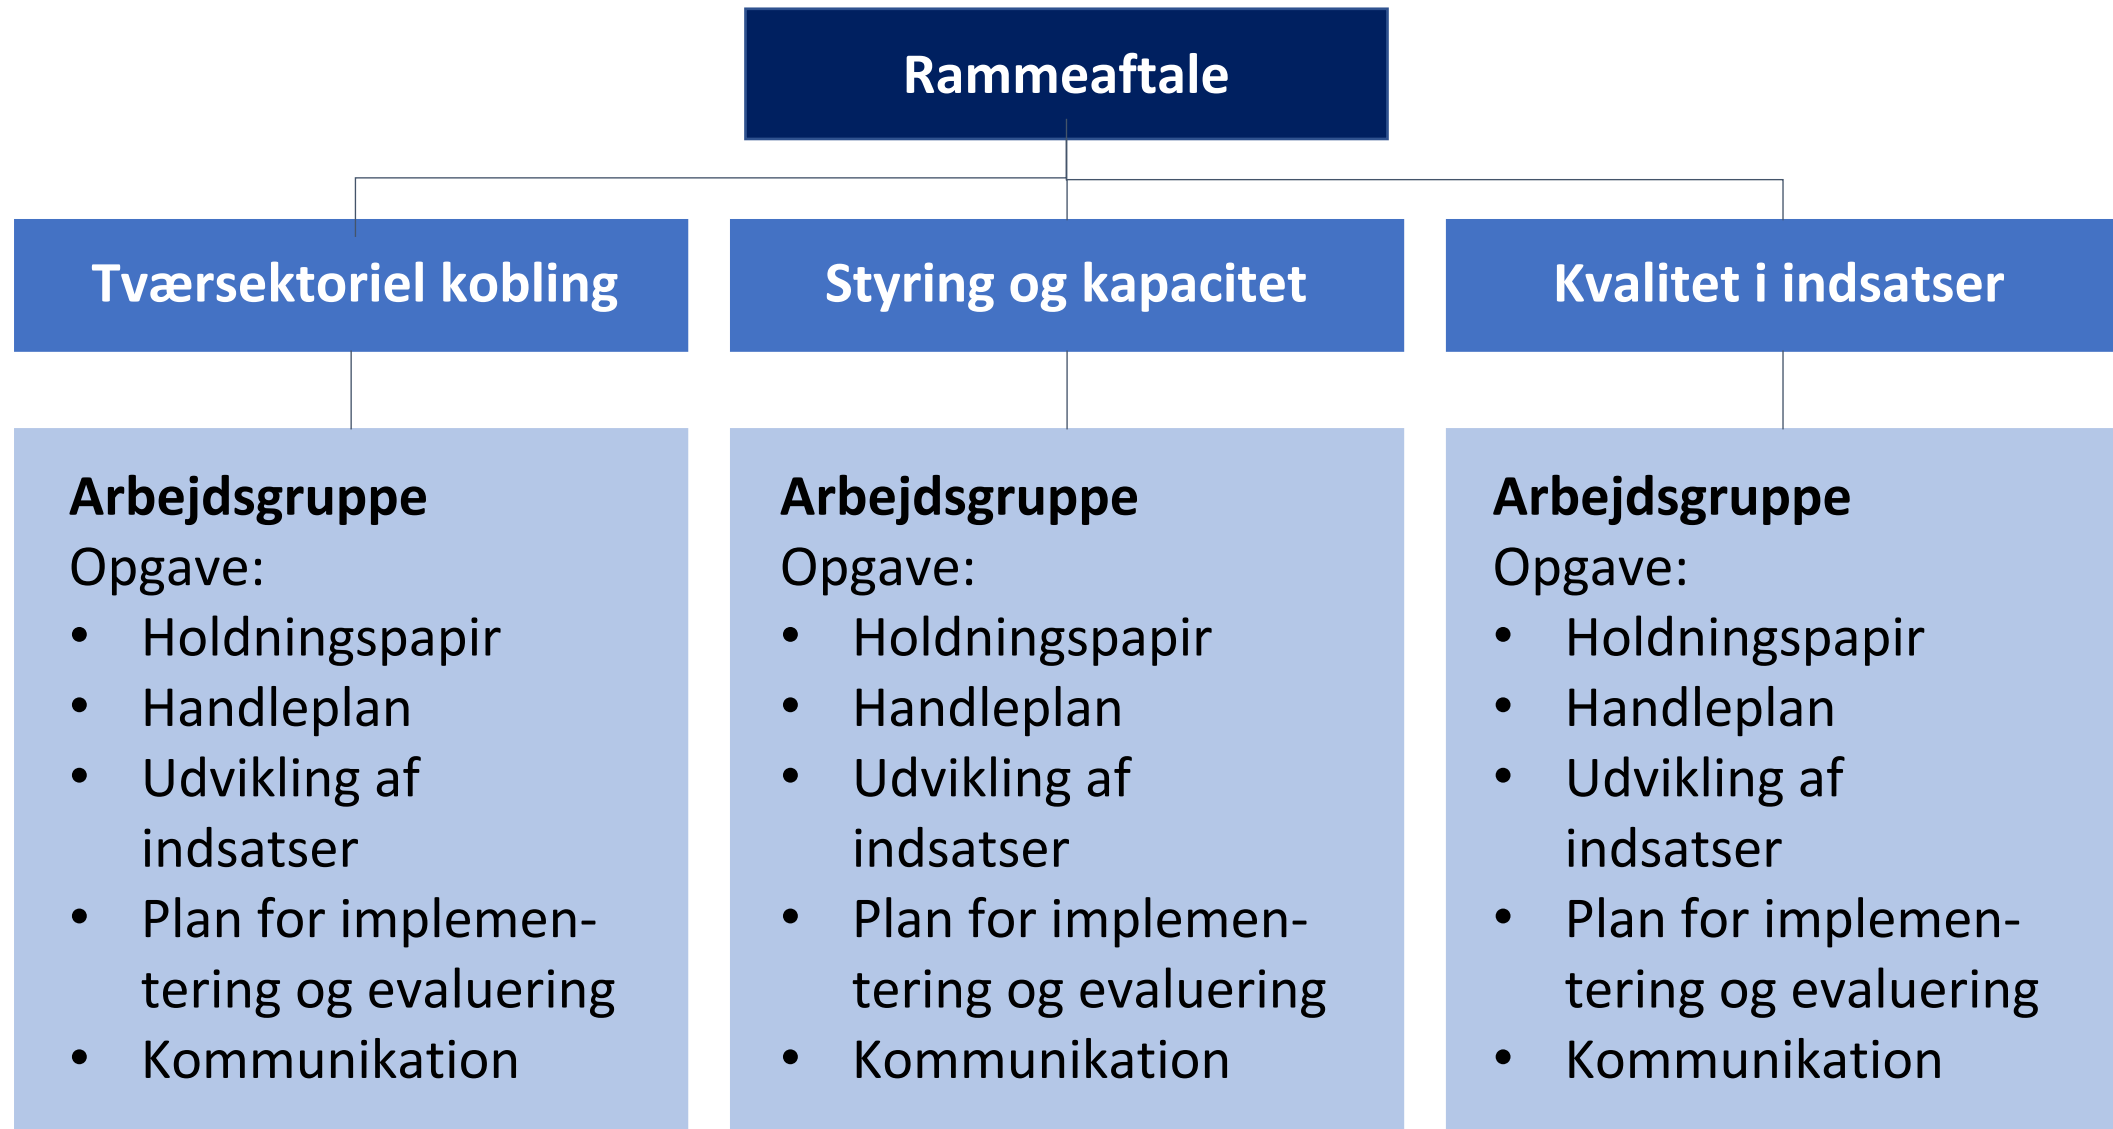 Rammeaftale
Tværsektoriel kobling
Styring og kapacitet
Kvalitet i indsatser
Arbejdsgruppe
Opgave:
• Holdningspapir
• Handleplan
• Udvikling af
indsatser
• Plan for implemen-
tering og evaluering
• Kommunikation
Arbejdsgruppe
Opgave:
• Holdningspapir
• Handleplan
• Udvikling af
indsatser
• Plan for implemen-
tering og evaluering
• Kommunikation
Arbejdsgruppe
Opgave:
• Holdningspapir
• Handleplan
• Udvikling af
indsatser
• Plan for implemen-
tering og evaluering
• Kommunikation